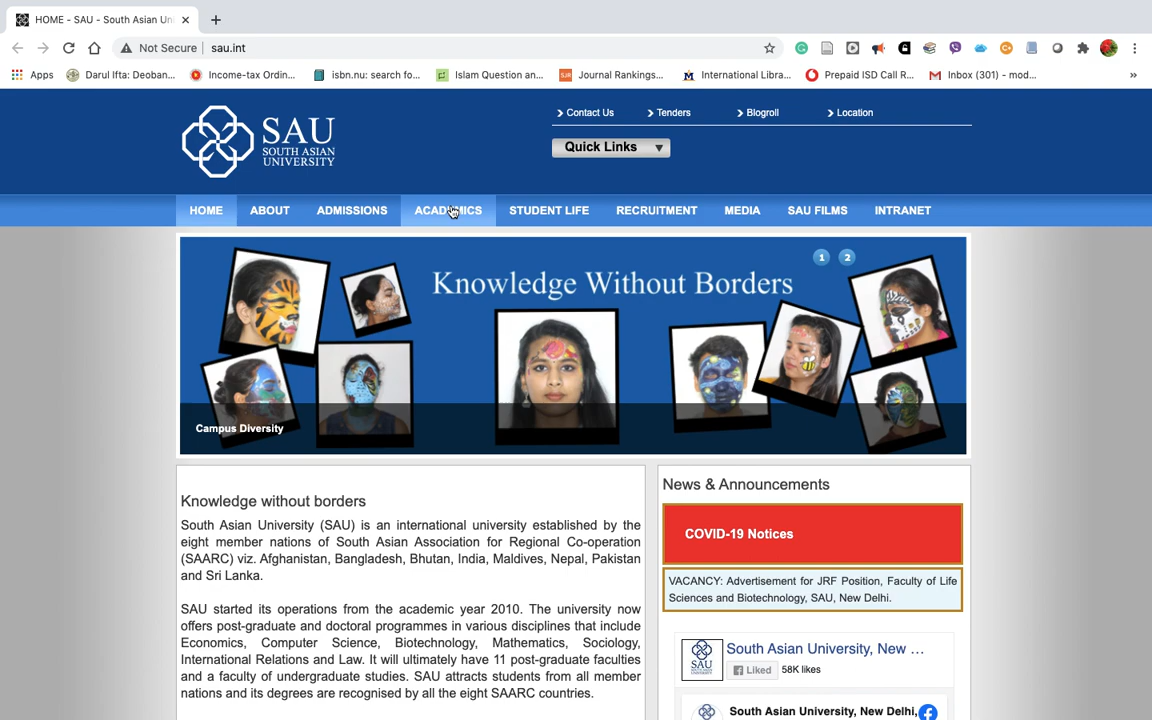 HOME - SAU - South Asian Uni
Not Secure
sau.int
Apps
Darul Ifta: Deoban...
Income-tax Ordin...
isbn.nu: search fo...
Islam Question an...
SJR
Journal Rankings...
International Libra...
Prepaid ISD Call R...
Inbox (301) - mod...
»
Contact Us
Tenders
Blogroll
Location
SAU
SOUTH ASIAN
UNIVERSITY
Quick Links
HOME
ABOUT
ADMISSIONS
ACADEMICS
STUDENT LIFE
RECRUITMENT
MEDIA
SAU FILMS
INTRANET
1
2
Knowledge Without Borders
Campus Diversity
Knowledge without borders
South Asian University (SAU) is an international university established by the
eight member nations of South Asian Association for Regional Co-operation
(SAARC) viz. Afghanistan, Bangladesh, Bhutan, India, Maldives, Nepal, Pakistan
and Sri Lanka.
SAU started its operations from the academic year 2010. The university now
offers post-graduate and doctoral programmes in various disciplines that include
Economics, Computer Science, Biotechnology, Mathematics, Sociology,
International Relations and Law. It will ultimately have 11 post-graduate faculties
and a faculty of undergraduate studies. SAU attracts students from all member
nations and its degrees are recognised by all the eight SAARC countries.
News & Announcements
COVID-19 Notices
VACANCY: Advertisement for JRF Position, Faculty of Life
Sciences and Biotechnology, SAU, New Delhi.
SAU
South Asian University, New ...
Liked
58K likes
South Asian University, New Delhi,